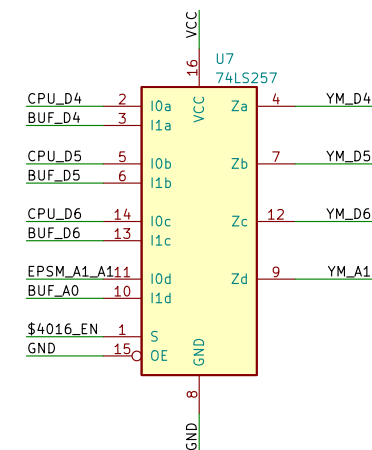 VCC
16
U7
74LS257
VCC
CPU_D4 2 I0a Za 4 YM_D4
BUF_D4 3 I1a
CPU_D5 5 I0b Zb 7 YM_D5
BUF_D5 6 I1b
CPU_D6 14 I0c Zc 12 YM_D6
BUF_D6 13 I1c
EPSM_A1_A1 11 I0d Zd 9 YM_A1
BUF_A0 10 I1d
$4016_EN 1 S
GND 15 OE
GND
8
GND